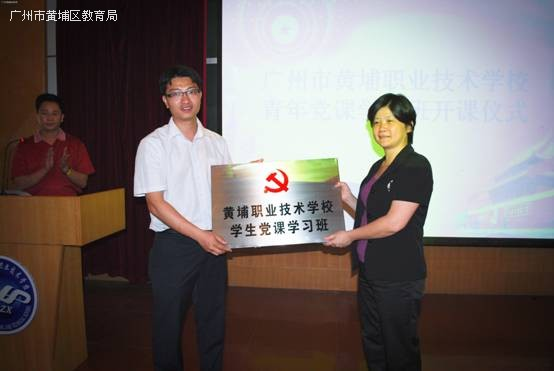 广州市黄埔区教育局
广州市黄埔职业技术学校
青年党课学习班开课仪式
黄埔职业技术学校
学生党课学习班
ZX